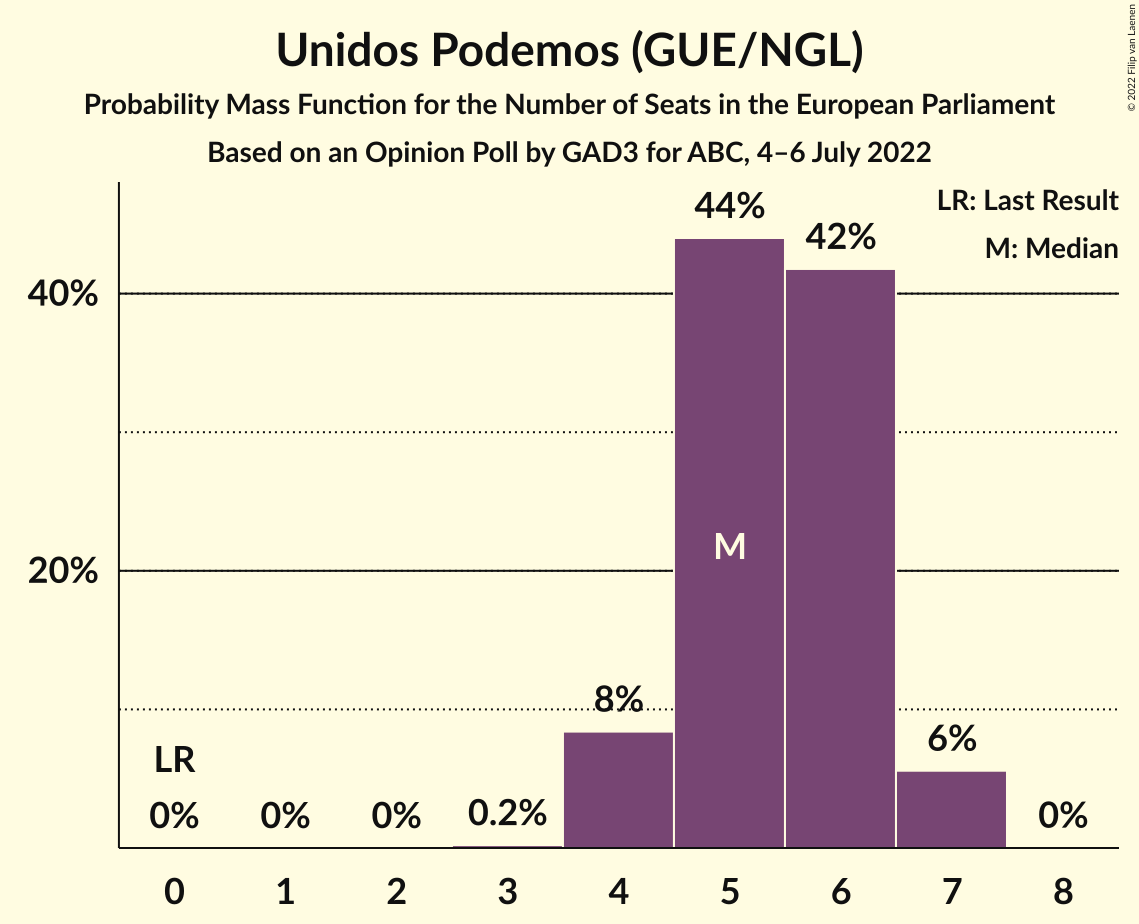 Unidos Podemos (GUE/NGL)
Probability Mass Function for the Number of Seats in the European Parliament
Based on an Opinion Poll by GAD3 for ABC, 4–6 July 2022
© 2022 Filip van Laenen
LR: Last Result
M: Median
44%
42%
40%
M
20%
8%
6%
LR
0%
0%
0%
0.2%
0%
0 1 2 3 4 5 6 7 8